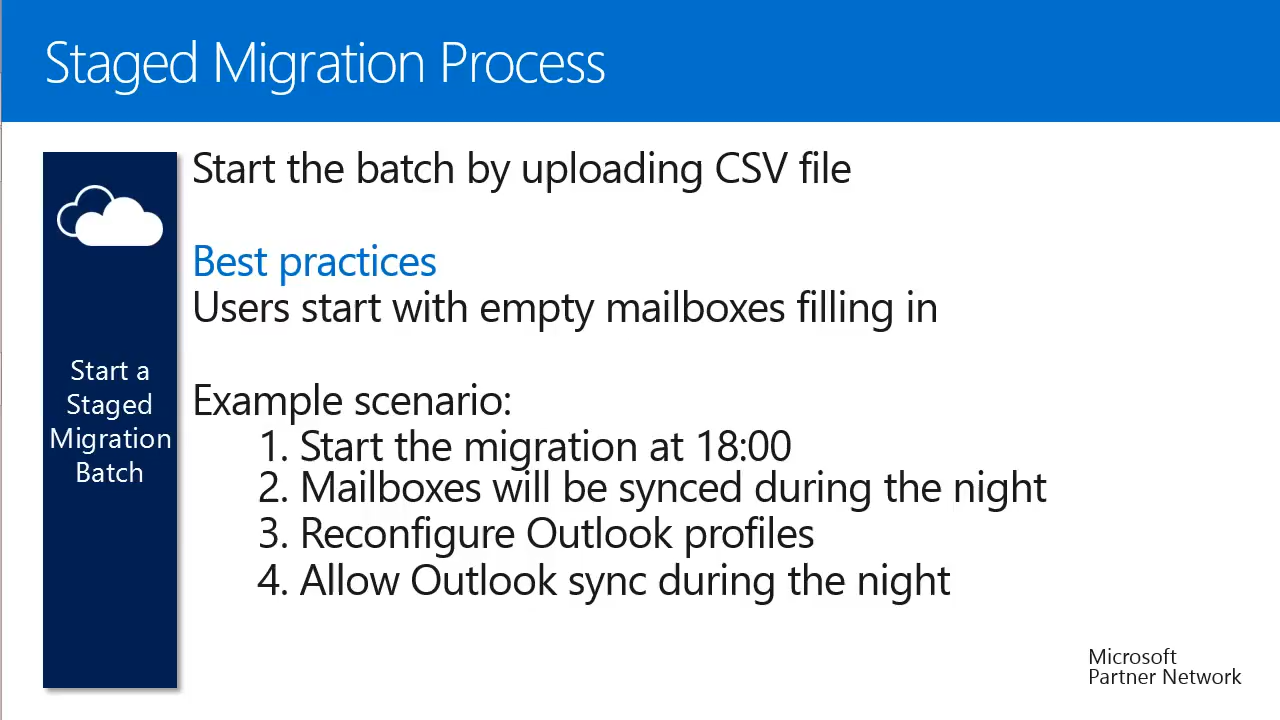 Staged Migration Process
Start the batch by uploading CSV file
Best practices
Users start with empty mailboxes filling in
Start a
Staged
Migration
Batch
Example scenario:
1. Start the migration at 18:00
2. Mailboxes will be synced during the night
3. Reconfigure Outlook profiles
4. Allow Outlook sync during the night
Microsoft
Partner Network